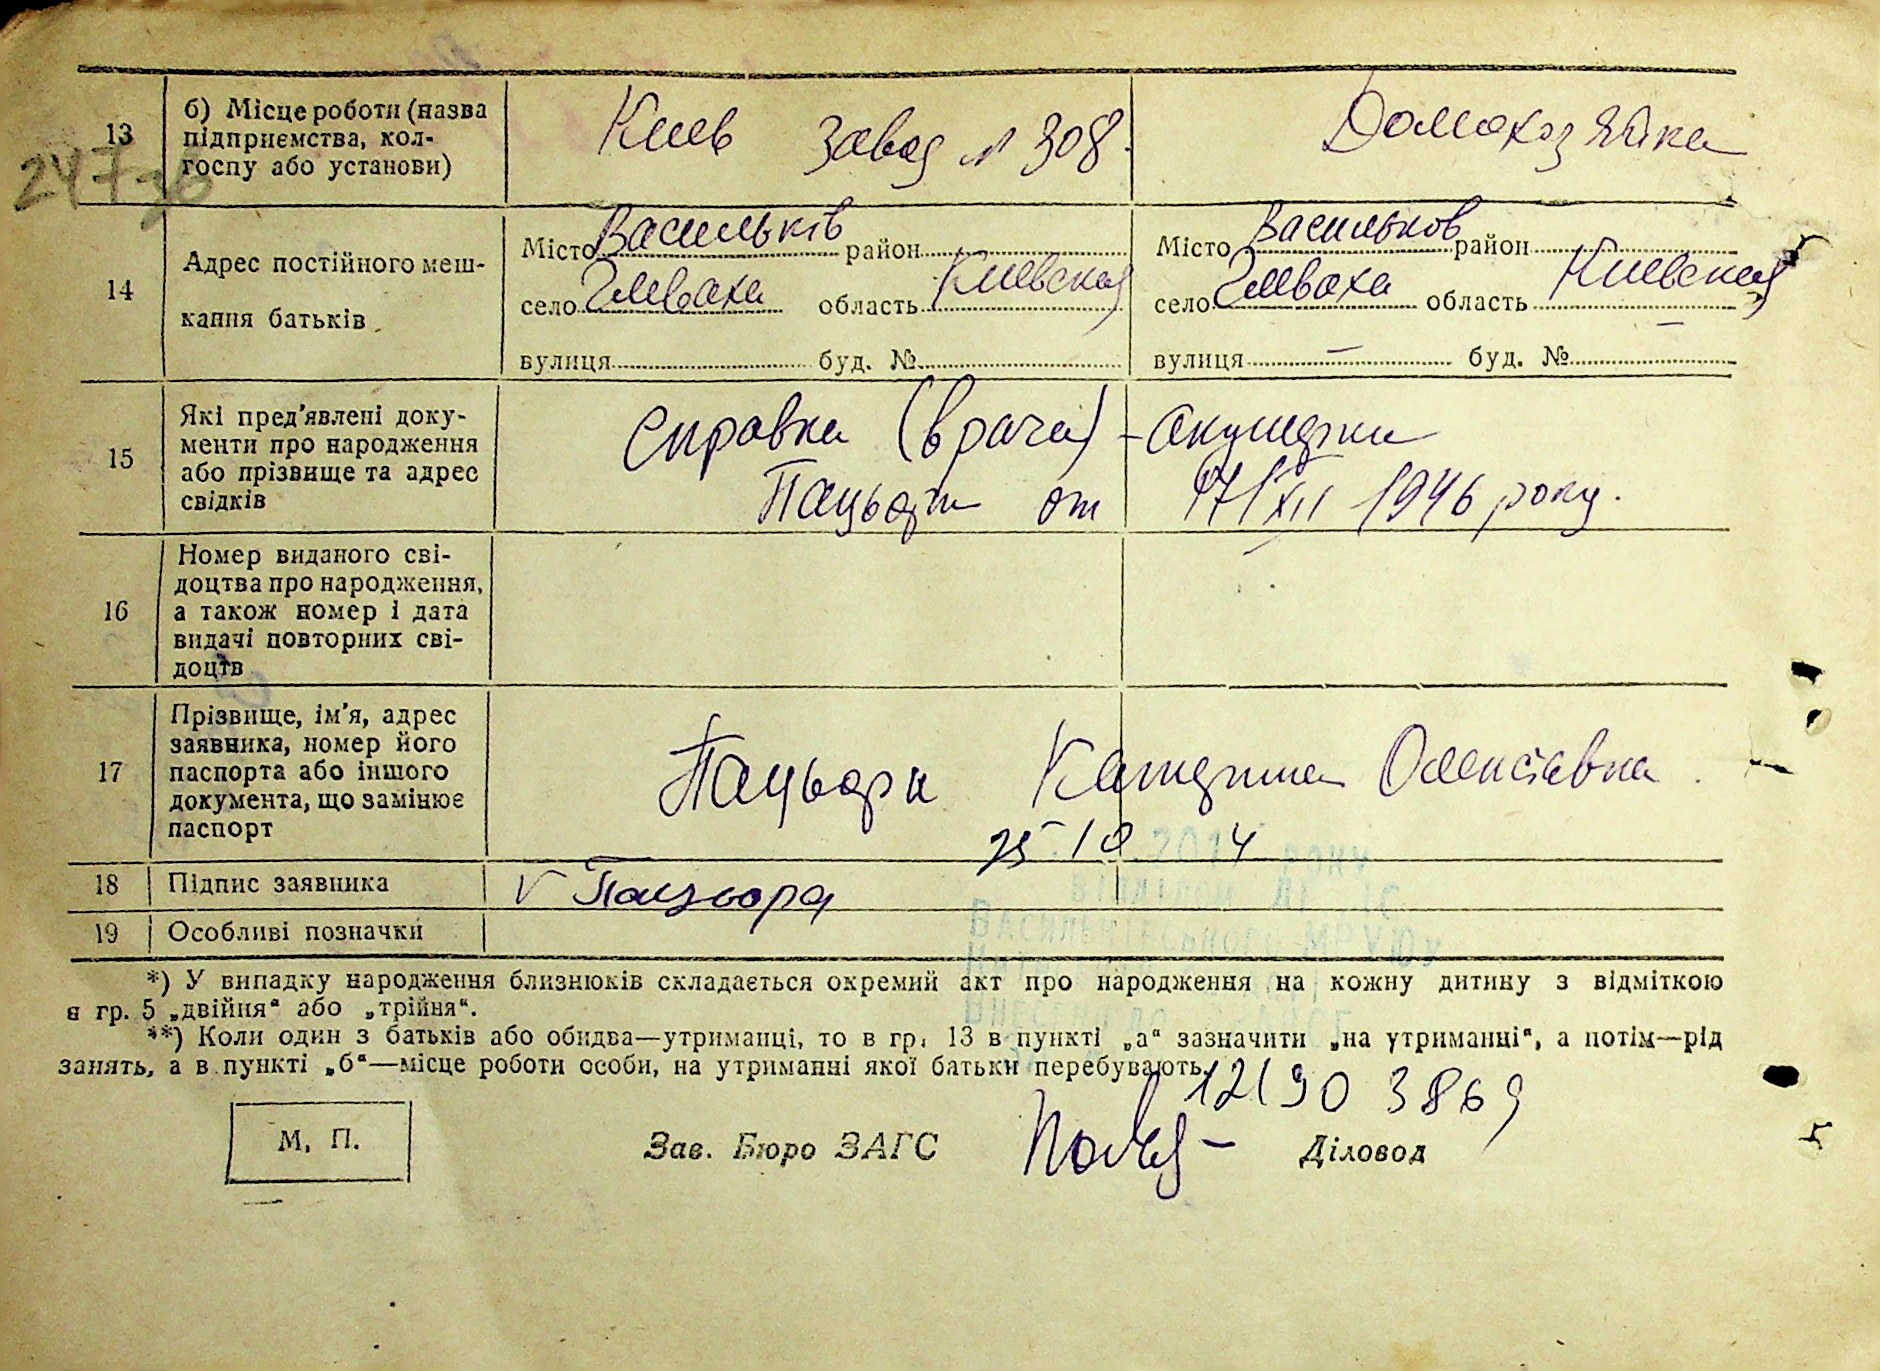 13 б) Місце роботи (назва підприємства, колгоспу або установи) Киев завод № 308. Домохозяйка
247
14 Адрес постійного мешкання батьків
Місто Васильків район Місто Васильков район
село Глеваха область Киевская село Глеваха область Киевская
вулиця буд. № вулиця — буд. №
15 Які пред'явлені документи про народження або прізвище та адрес свідків
Справка (врача) - акушерки
от 17/XII 1946 року.
16 Номер виданого свідоцтва про народження, а також номер і дата видачі повторних свідоцтв
17 Прізвище, ім'я, адрес заявника, номер його паспорта або іншого документа, що замінює паспорт
Пацьора Катерина Олексіевна
25 10 2014 року
відділом ДРАЦС
Васильківського МРУЮ
18 Підпис заявника V Пацьора
19 Особливі позначки
*) У випадку народження близнюків складається окремий акт про народження на кожну дитину з відміткою
в гр. 5 „двійня“ або „трійня“.
**) Коли один з батьків або обидва—утриманці, то в гр. 13 в пункті „а“ зазначити „на утриманні“, а потім—рід
занять, а в пункті „б“—місце роботи особи, на утриманні якої батьки перебувають.
12190 3869
М. П. Зав. Бюро ЗАГС Діловод